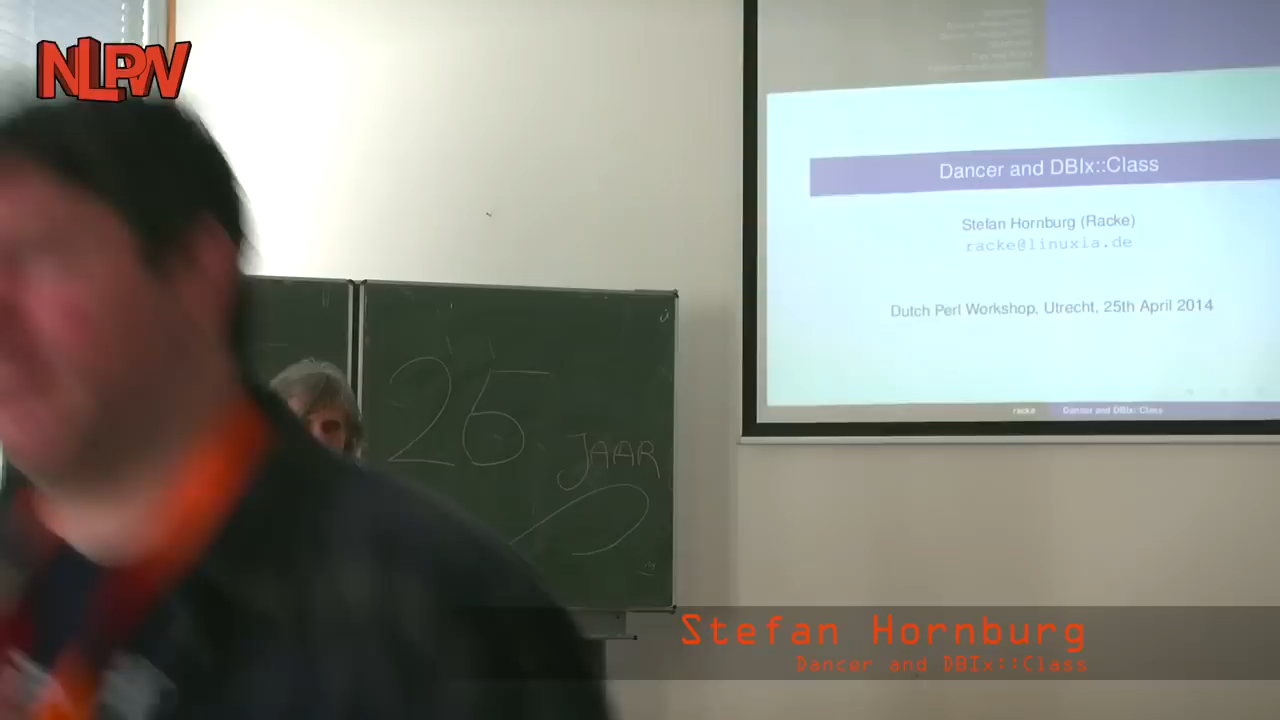 NLPW
Dancer and DBIx::Class
Stefan Hornburg (Racke)
racke@linuxia.de
Dutch Perl Workshop, Utrecht, 25th April 2014
racke
Dancer and DBIx::Class
25
JAAR
Stefan Hornburg
Dancer and DBIx::Class